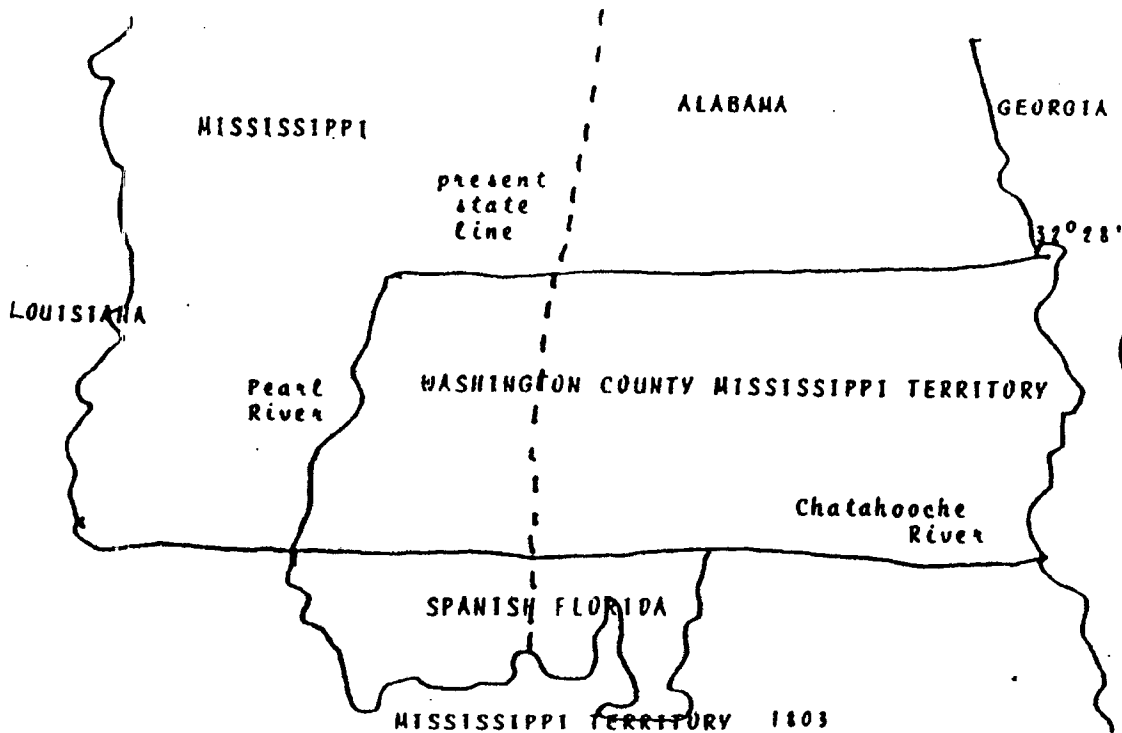 ALABAMA
GEORGIA
MISSISSIPPI
present
state
line
32° 28'
LOUISIANA
Pearl
River
WASHINGTON COUNTY MISSISSIPPI TERRITORY
Chatahooche
River
SPANISH FLORIDA
MISSISSIPPI TERRITORY 1803